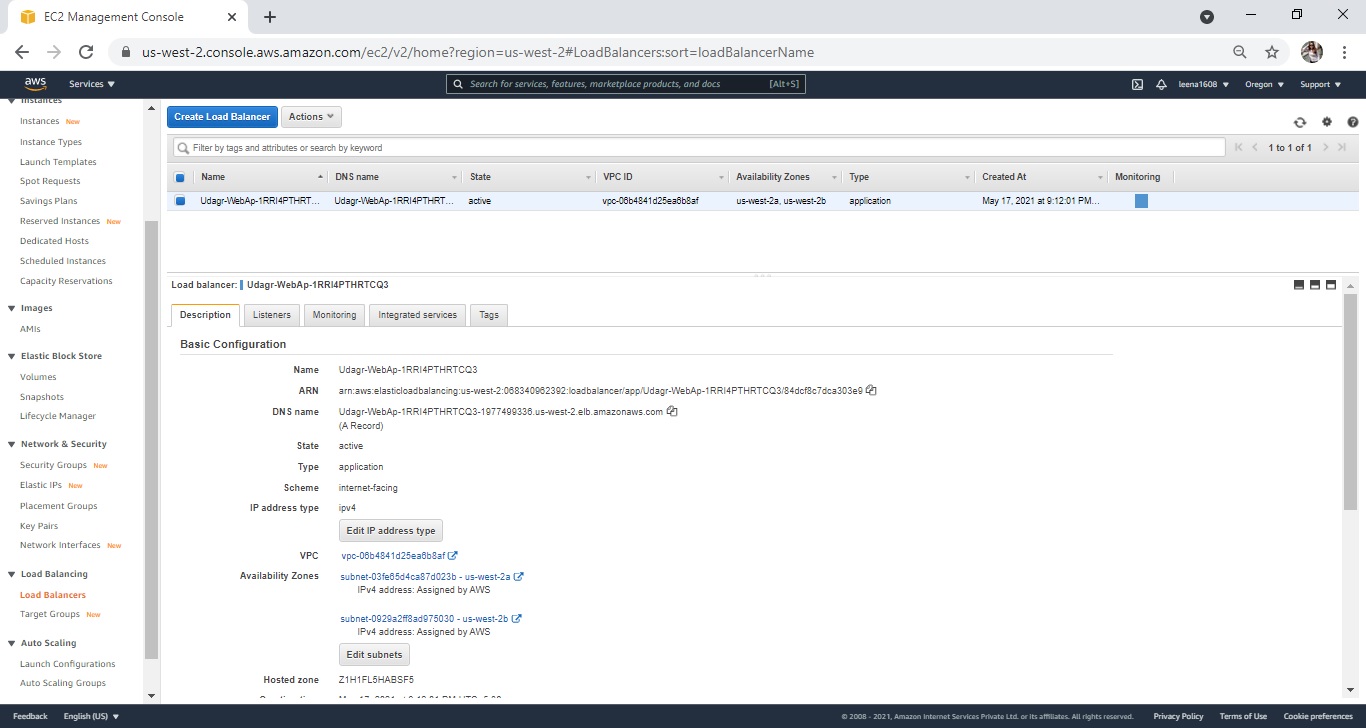 EC2 Management Console
us-west-2.console.aws.amazon.com/ec2/v2/home?region=us-west-2#LoadBalancers:sort=loadBalancerName
aws
Services
Search for services, features, marketplace products, and docs [Alt+S]
leena1608
Oregon
Support
Instances
Instances New
Instance Types
Launch Templates
Spot Requests
Savings Plans
Reserved Instances New
Dedicated Hosts
Scheduled Instances
Capacity Reservations
Images
AMIs
Elastic Block Store
Volumes
Snapshots
Lifecycle Manager
Network & Security
Security Groups New
Elastic IPs New
Placement Groups
Key Pairs
Network Interfaces New
Load Balancing
Load Balancers
Target Groups New
Auto Scaling
Launch Configurations
Auto Scaling Groups
Create Load Balancer Actions
Filter by tags and attributes or search by keyword
1 to 1 of 1
Name DNS name State VPC ID Availability Zones Type Created At Monitoring
Udagr-WebAp-1RRI4PTHRT... Udagr-WebAp-1RRI4PTHRT... active vpc-06b4841d25ea6b8af us-west-2a, us-west-2b application May 17, 2021 at 9:12:01 PM...
Load balancer: Udagr-WebAp-1RRI4PTHRTCQ3
Description Listeners Monitoring Integrated services Tags
Basic Configuration
Name Udagr-WebAp-1RRI4PTHRTCQ3
ARN arn:aws:elasticloadbalancing:us-west-2:068340962392:loadbalancer/app/Udagr-WebAp-1RRI4PTHRTCQ3/84dcf8c7dca303e9
DNS name Udagr-WebAp-1RRI4PTHRTCQ3-1977499336.us-west-2.elb.amazonaws.com
(A Record)
State active
Type application
Scheme internet-facing
IP address type ipv4
Edit IP address type
VPC vpc-06b4841d25ea6b8af
Availability Zones subnet-03fe65d4ca87d023b - us-west-2a
IPv4 address: Assigned by AWS
subnet-0929a2ff8ad975030 - us-west-2b
IPv4 address: Assigned by AWS
Edit subnets
Hosted zone Z1H1FL5HABSF5
Feedback
English (US)
© 2008 - 2021, Amazon Internet Services Private Ltd. or its affiliates. All rights reserved.
Privacy Policy
Terms of Use
Cookie preferences